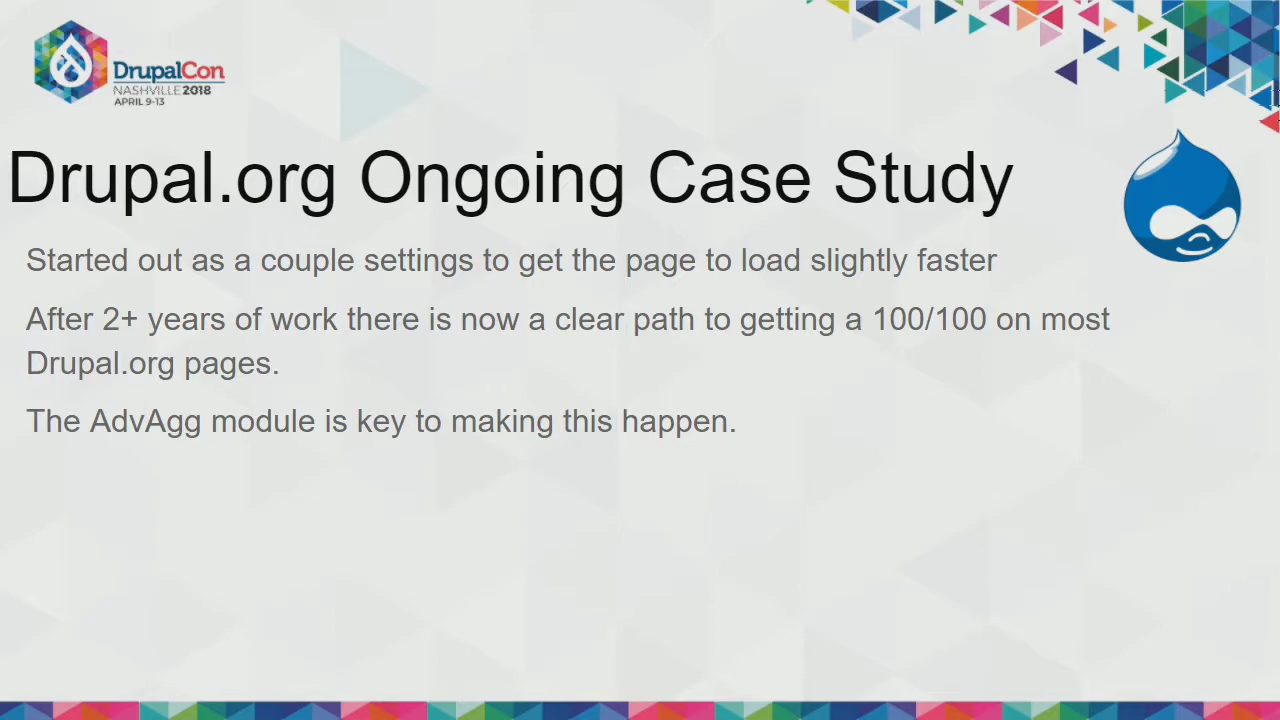 DrupalCon
NASHVILLE 2018
APRIL 9-13
Drupal.org Ongoing Case Study
Started out as a couple settings to get the page to load slightly faster
After 2+ years of work there is now a clear path to getting a 100/100 on most
Drupal.org pages.
The AdvAgg module is key to making this happen.